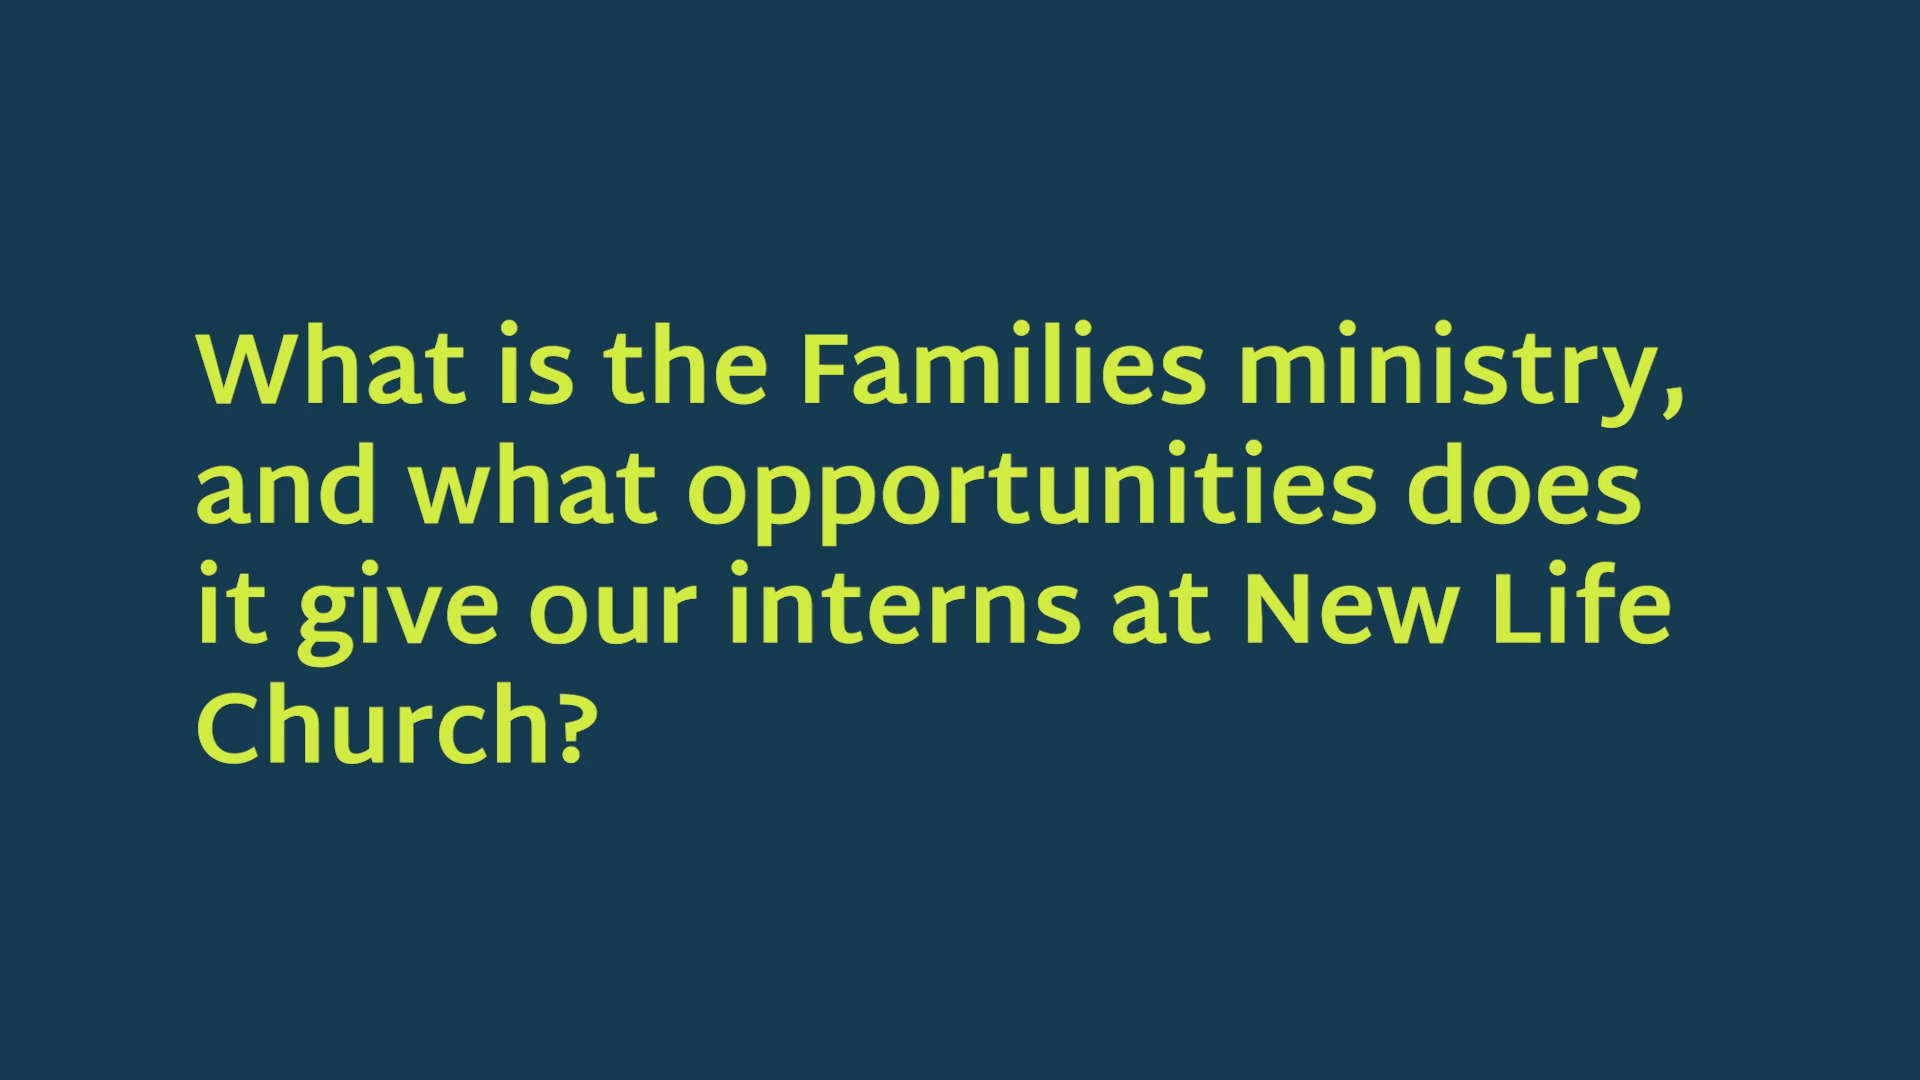 What is the Families ministry,
and what opportunities does
it give our interns at New Life
Church?